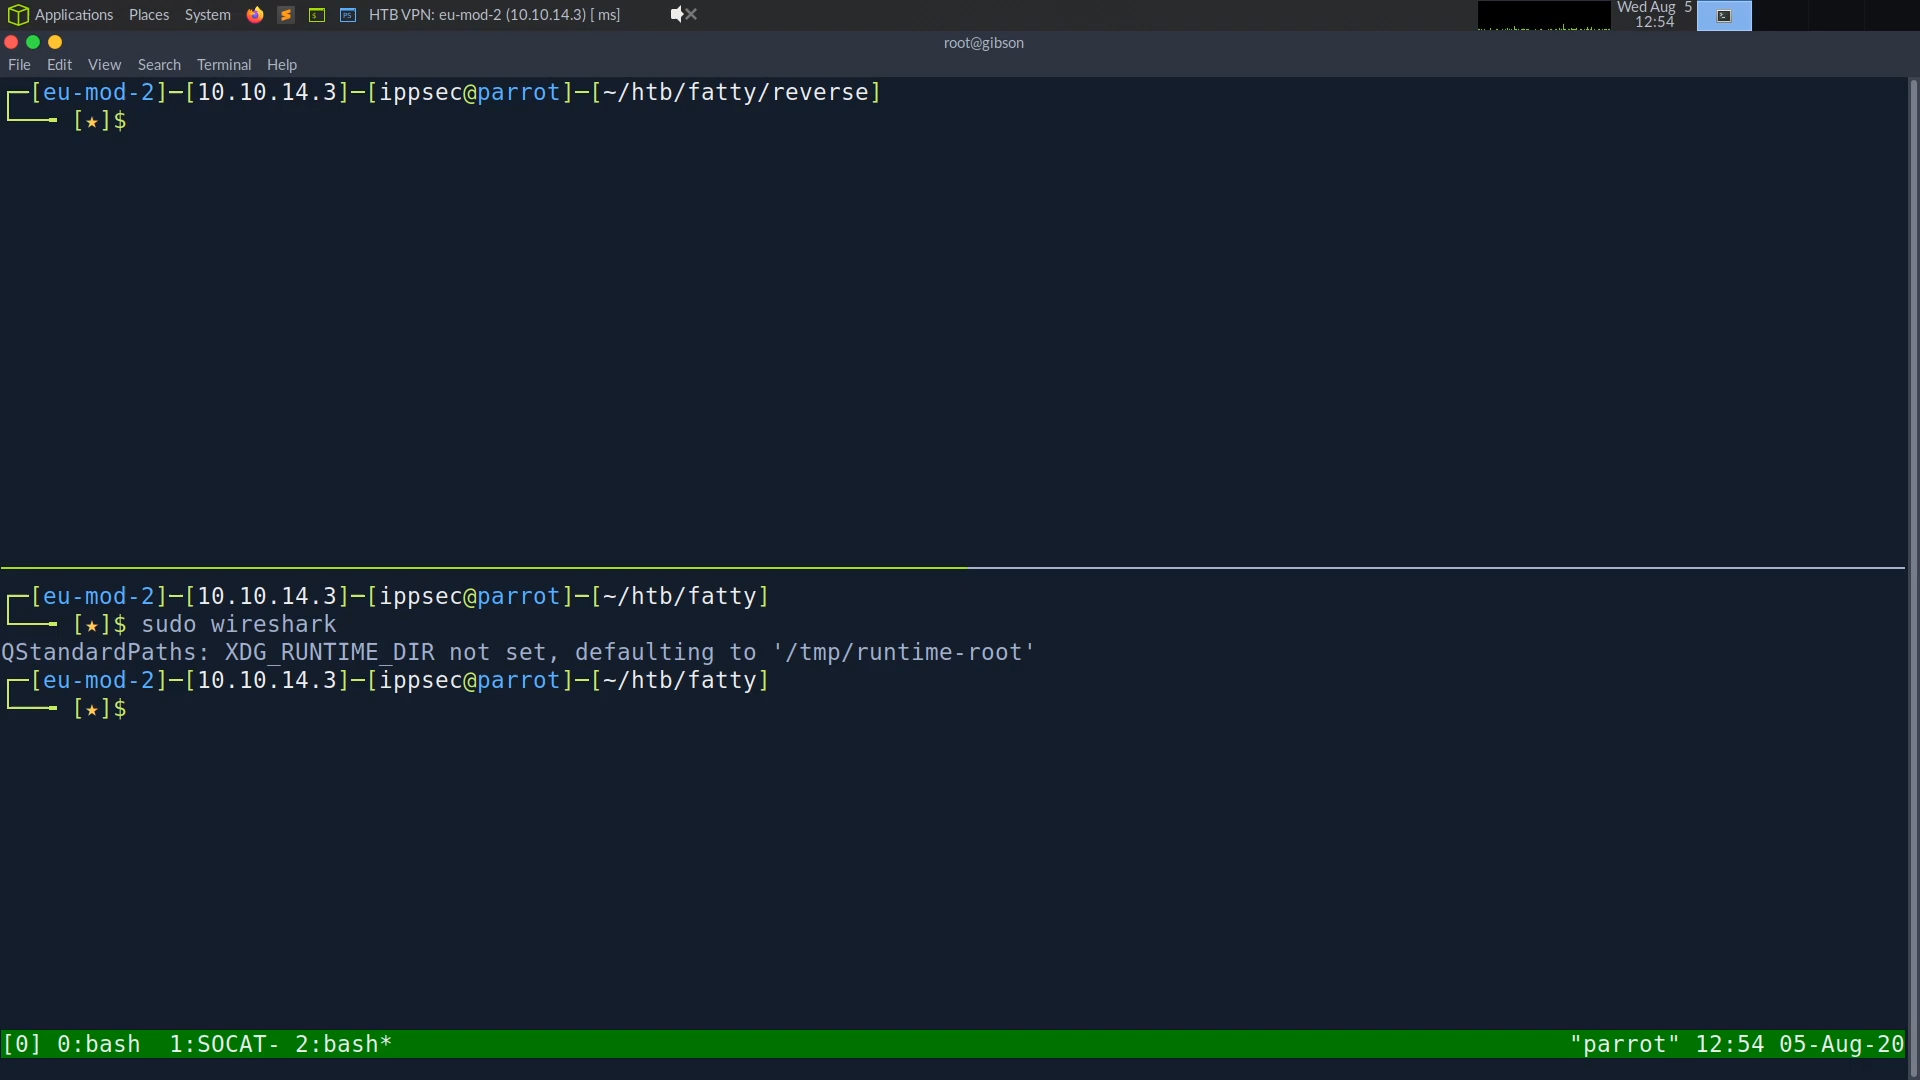 Applications Places System HTB VPN: eu-mod-2 (10.10.14.3) [ ms] Wed Aug 5
12:54
root@gibson
File Edit View Search Terminal Help
┌─[eu-mod-2]─[10.10.14.3]─[ippsec@parrot]─[~/htb/fatty/reverse]
└──╼ [★]$
┌─[eu-mod-2]─[10.10.14.3]─[ippsec@parrot]─[~/htb/fatty]
└──╼ [★]$ sudo wireshark
QStandardPaths: XDG_RUNTIME_DIR not set, defaulting to '/tmp/runtime-root'
┌─[eu-mod-2]─[10.10.14.3]─[ippsec@parrot]─[~/htb/fatty]
└──╼ [★]$
[0] 0:bash  1:SOCAT- 2:bash* "parrot" 12:54 05-Aug-20